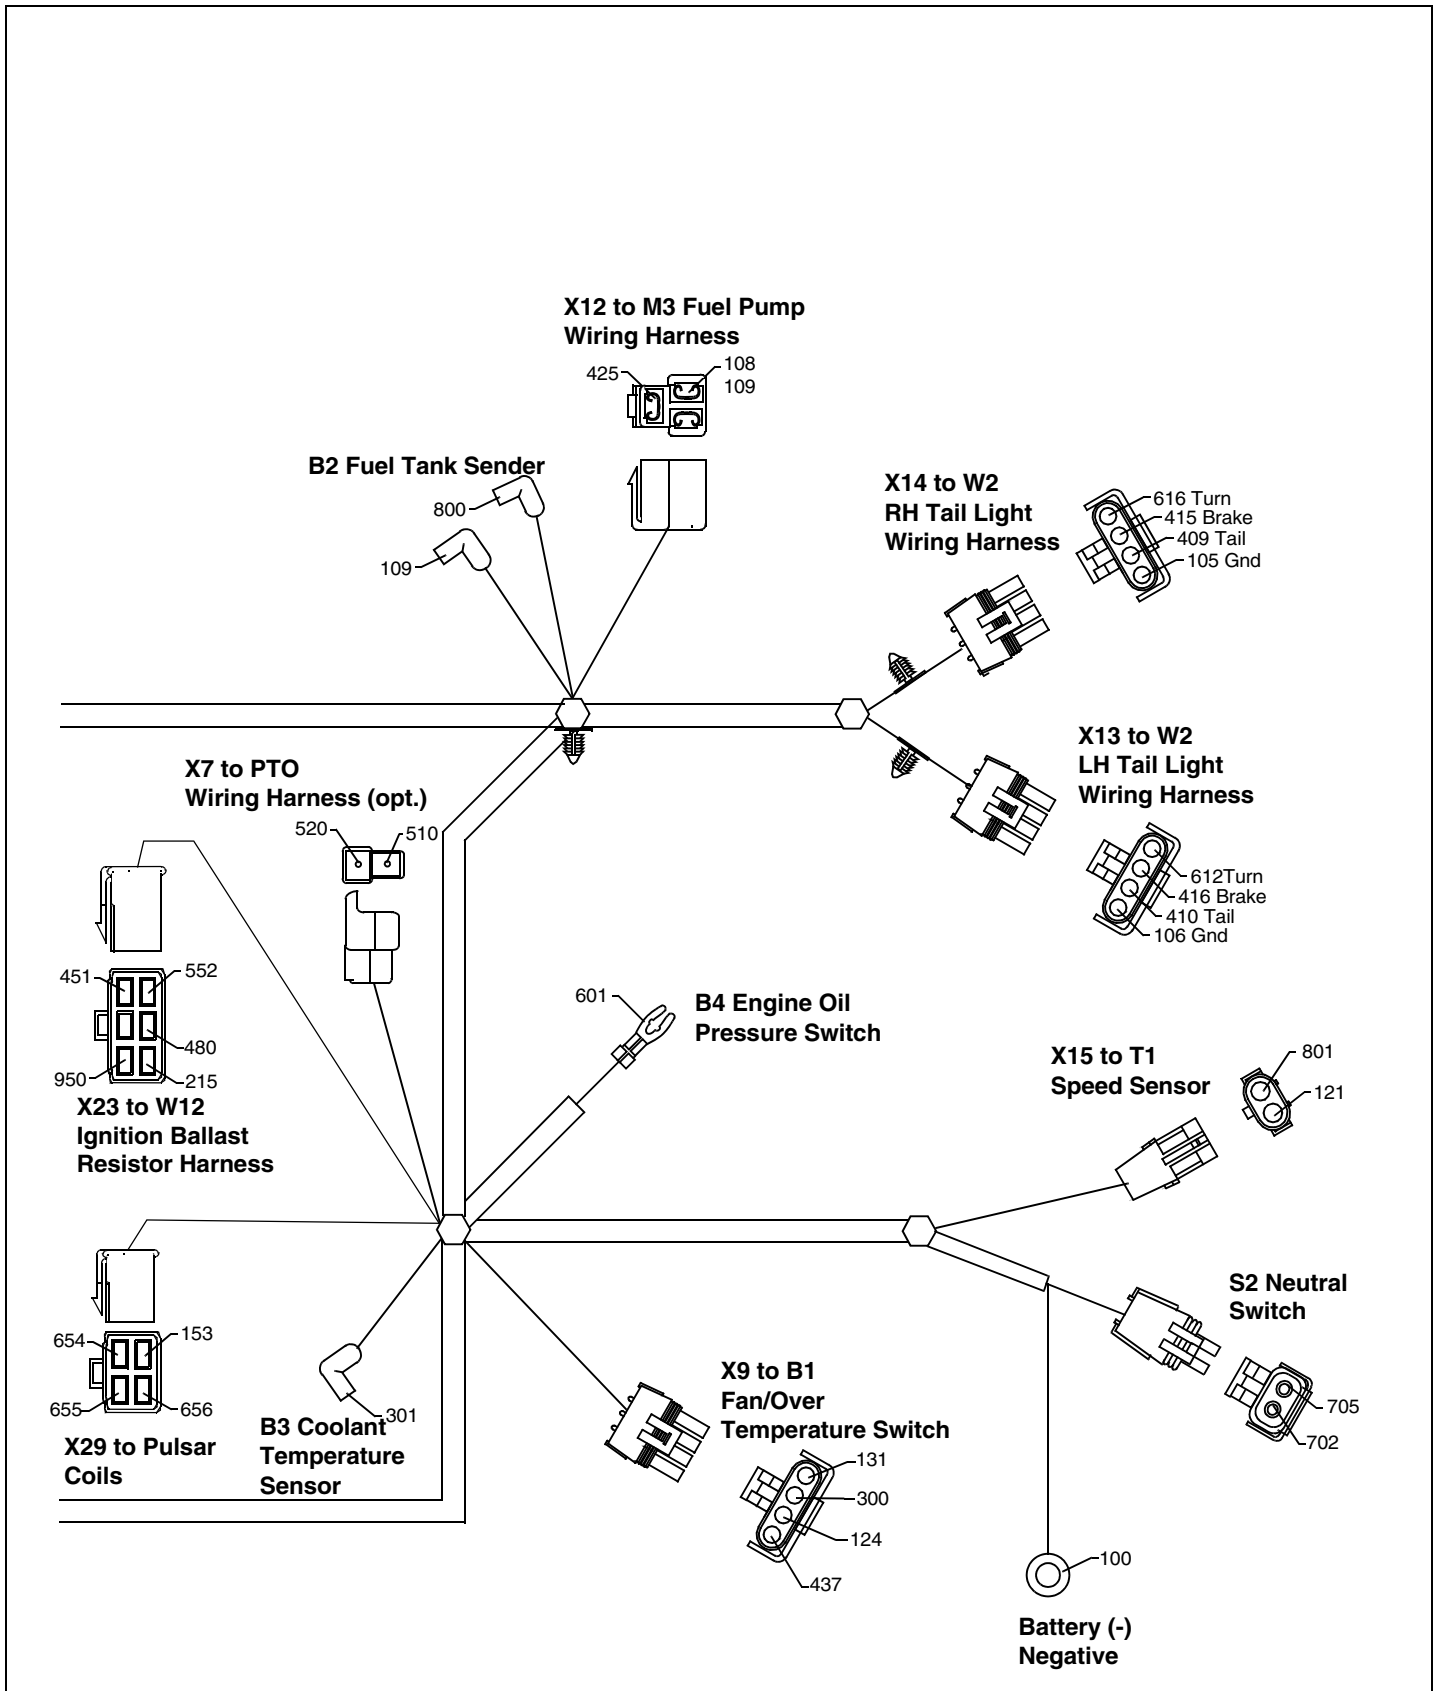 X12 to M3 Fuel Pump
Wiring Harness
425
108
109
B2 Fuel Tank Sender
800
109
X14 to W2
RH Tail Light
Wiring Harness
616 Turn
415 Brake
409 Tail
105 Gnd
X7 to PTO
Wiring Harness (opt.)
520
510
X13 to W2
LH Tail Light
Wiring Harness
612Turn
416 Brake
410 Tail
106 Gnd
451
552
480
950
215
X23 to W12
Ignition Ballast
Resistor Harness
601
B4 Engine Oil
Pressure Switch
X15 to T1
Speed Sensor
801
121
S2 Neutral
Switch
705
702
654
153
655
656
X29 to Pulsar
Coils
301
B3 Coolant
Temperature
Sensor
X9 to B1
Fan/Over
Temperature Switch
131
300
124
437
100
Battery (-)
Negative